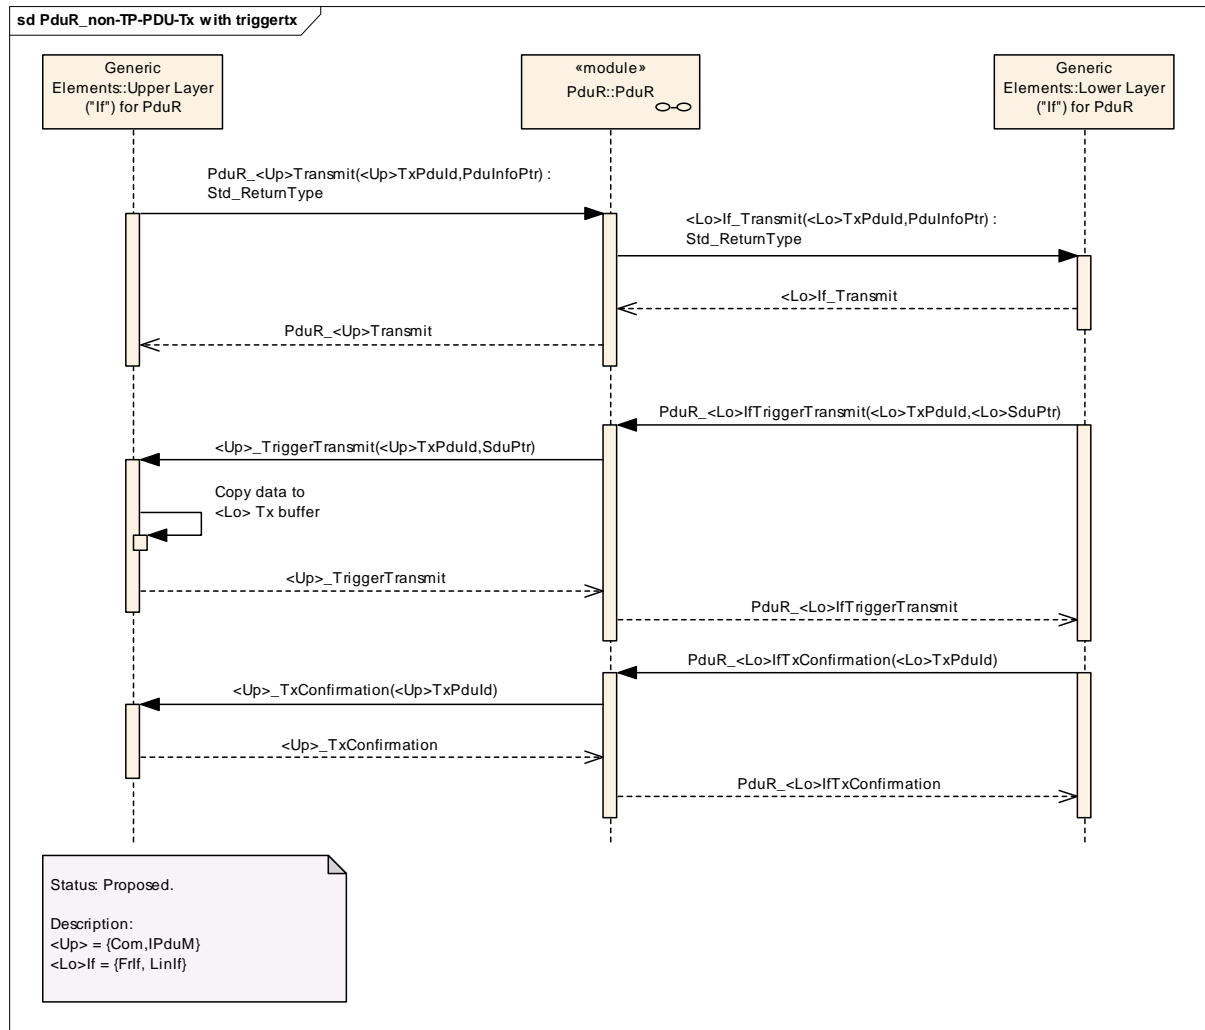 sd PduR_non-TP-PDU-Tx with triggertx
Generic
Elements::Upper Layer
("If") for PduR
«module»
PduR::PduR
Generic
Elements::Lower Layer
("If") for PduR
PduR_<Up>Transmit(<Up>TxPduId,PduInfoPtr) :
Std_ReturnType
<Lo>If_Transmit(<Lo>TxPduId,PduInfoPtr) :
Std_ReturnType
<Lo>If_Transmit
PduR_<Up>Transmit
PduR_<Lo>IfTriggerTransmit(<Lo>TxPduId,<Lo>SduPtr)
<Up>_TriggerTransmit(<Up>TxPduId,SduPtr)
Copy data to
<Lo> Tx buffer
<Up>_TriggerTransmit
PduR_<Lo>IfTriggerTransmit
PduR_<Lo>IfTxConfirmation(<Lo>TxPduId)
<Up>_TxConfirmation(<Up>TxPduId)
<Up>_TxConfirmation
PduR_<Lo>IfTxConfirmation
Status: Proposed.
Description:
<Up> = {Com,IPduM}
<Lo>If = {FrIf, LinIf}